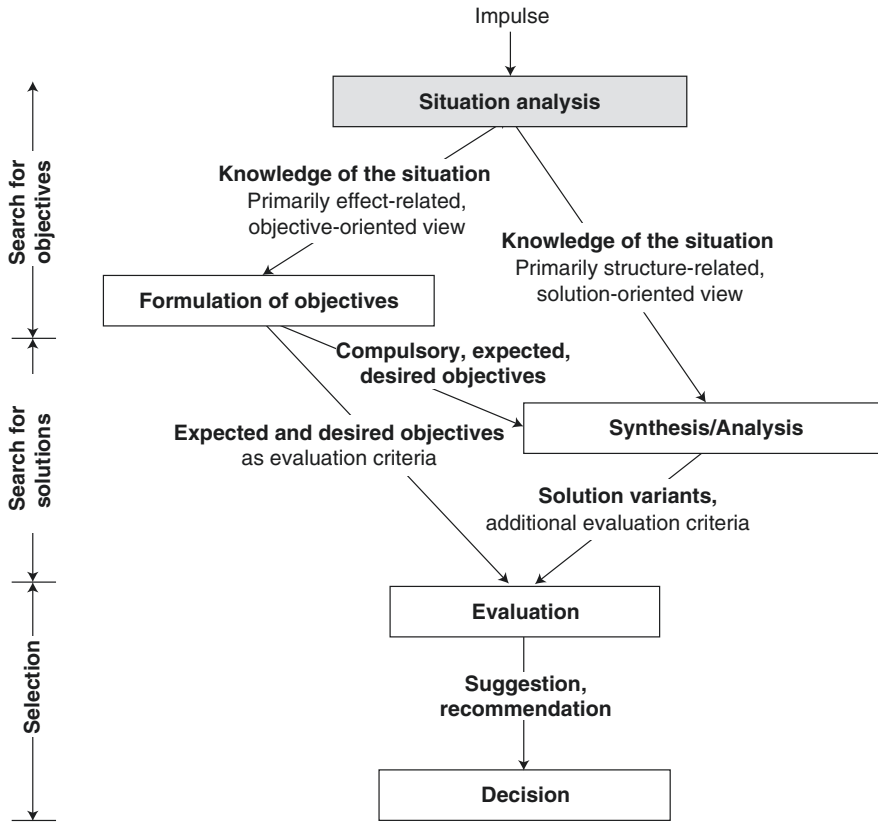 Impulse
Situation analysis
Search for
objectives
Knowledge of the situation
Primarily effect-related,
objective-oriented view
Knowledge of the situation
Primarily structure-related,
solution-oriented view
Formulation of objectives
Search for
solutions
Compulsory, expected,
desired objectives
Synthesis/Analysis
Expected and desired objectives
as evaluation criteria
Solution variants,
additional evaluation criteria
Selection
Evaluation
Suggestion,
recommendation
Decision